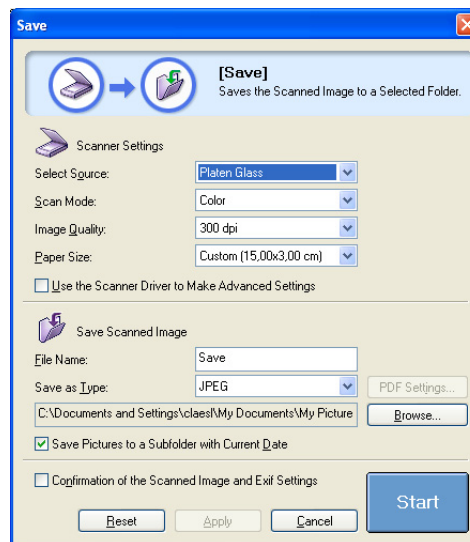 Save
[Save]
Saves the Scanned Image to a Selected Folder.
Scanner Settings
Select Source: Platen Glass
Scan Mode: Color
Image Quality: 300 dpi
Paper Size: Custom (15,00x3,00 cm)
Use the Scanner Driver to Make Advanced Settings
Save Scanned Image
File Name: Save
Save as Type: JPEG PDF Settings...
C:\Documents and Settings\claesl\My Documents\My Picture Browse...
Save Pictures to a Subfolder with Current Date
Confirmation of the Scanned Image and Exif Settings
Start
Reset Apply Cancel